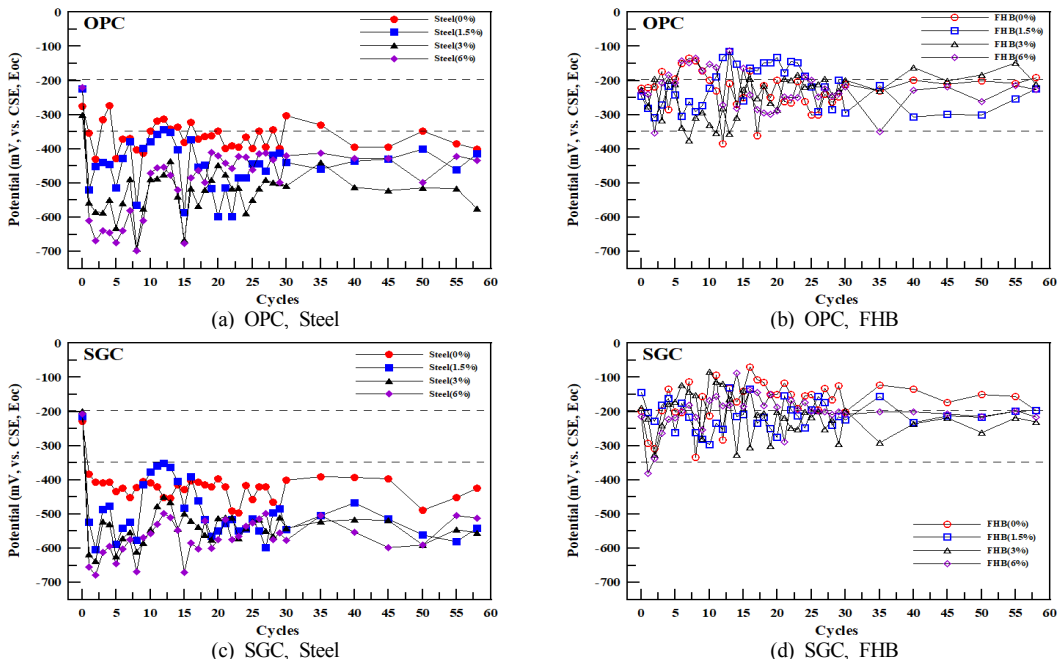 OPC
Steel(0%)
Steel(1.5%)
Steel(3%)
Steel(6%)
Potential (mV, vs. CSE, Eoc)
0
-100
-200
-300
-400
-500
-600
-700
0 5 10 15 20 25 30 35 40 45 50 55 60
Cycles
(a) OPC, Steel
OPC
FHB(0%)
FHB(1.5%)
FHB(3%)
FHB(6%)
Potential (mV, vs. CSE, Eoc)
0
-100
-200
-300
-400
-500
-600
-700
0 5 10 15 20 25 30 35 40 45 50 55 60
Cycles
(b) OPC, FHB
SGC
Steel(0%)
Steel(1.5%)
Steel(3%)
Steel(6%)
Potential (mV, vs. CSE, Eoc)
0
-100
-200
-300
-400
-500
-600
-700
0 5 10 15 20 25 30 35 40 45 50 55 60
Cycles
(c) SGC, Steel
SGC
FHB(0%)
FHB(1.5%)
FHB(3%)
FHB(6%)
Potential (mV, vs. CSE, Eoc)
0
-100
-200
-300
-400
-500
-600
-700
0 5 10 15 20 25 30 35 40 45 50 55 60
Cycles
(d) SGC, FHB